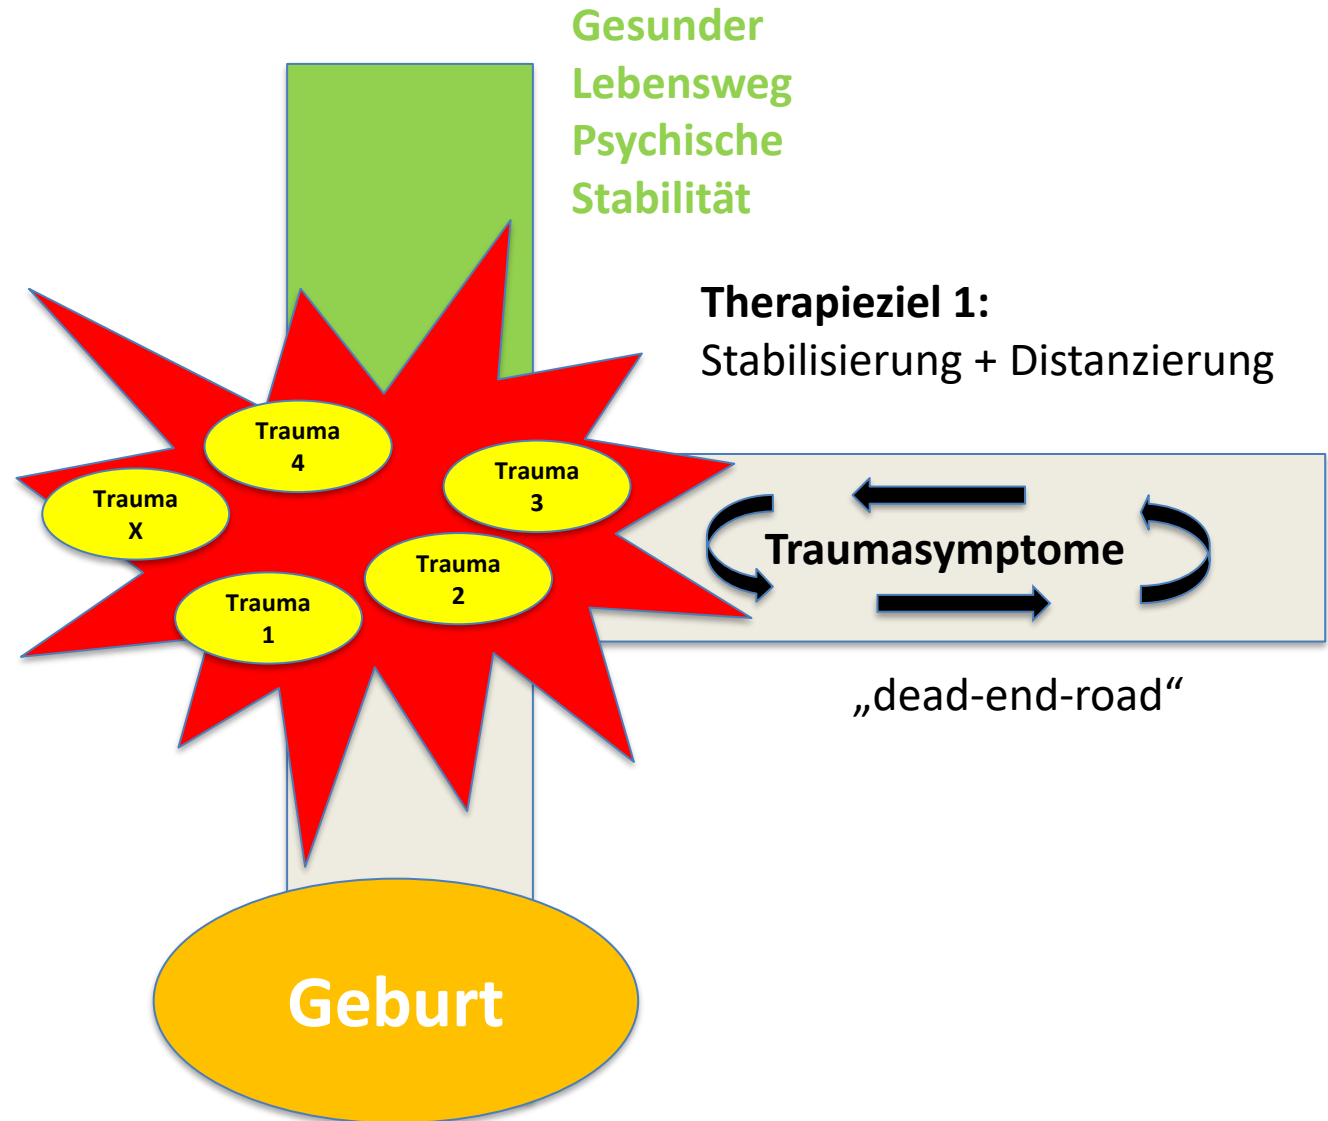 Gesunder
Lebensweg
Psychische
Stabilität
Therapieziel 1:
Stabilisierung + Distanzierung
Trauma
4
Trauma
3
Trauma
X
Traumasymptome
Trauma
2
Trauma
1
„dead-end-road“
Geburt